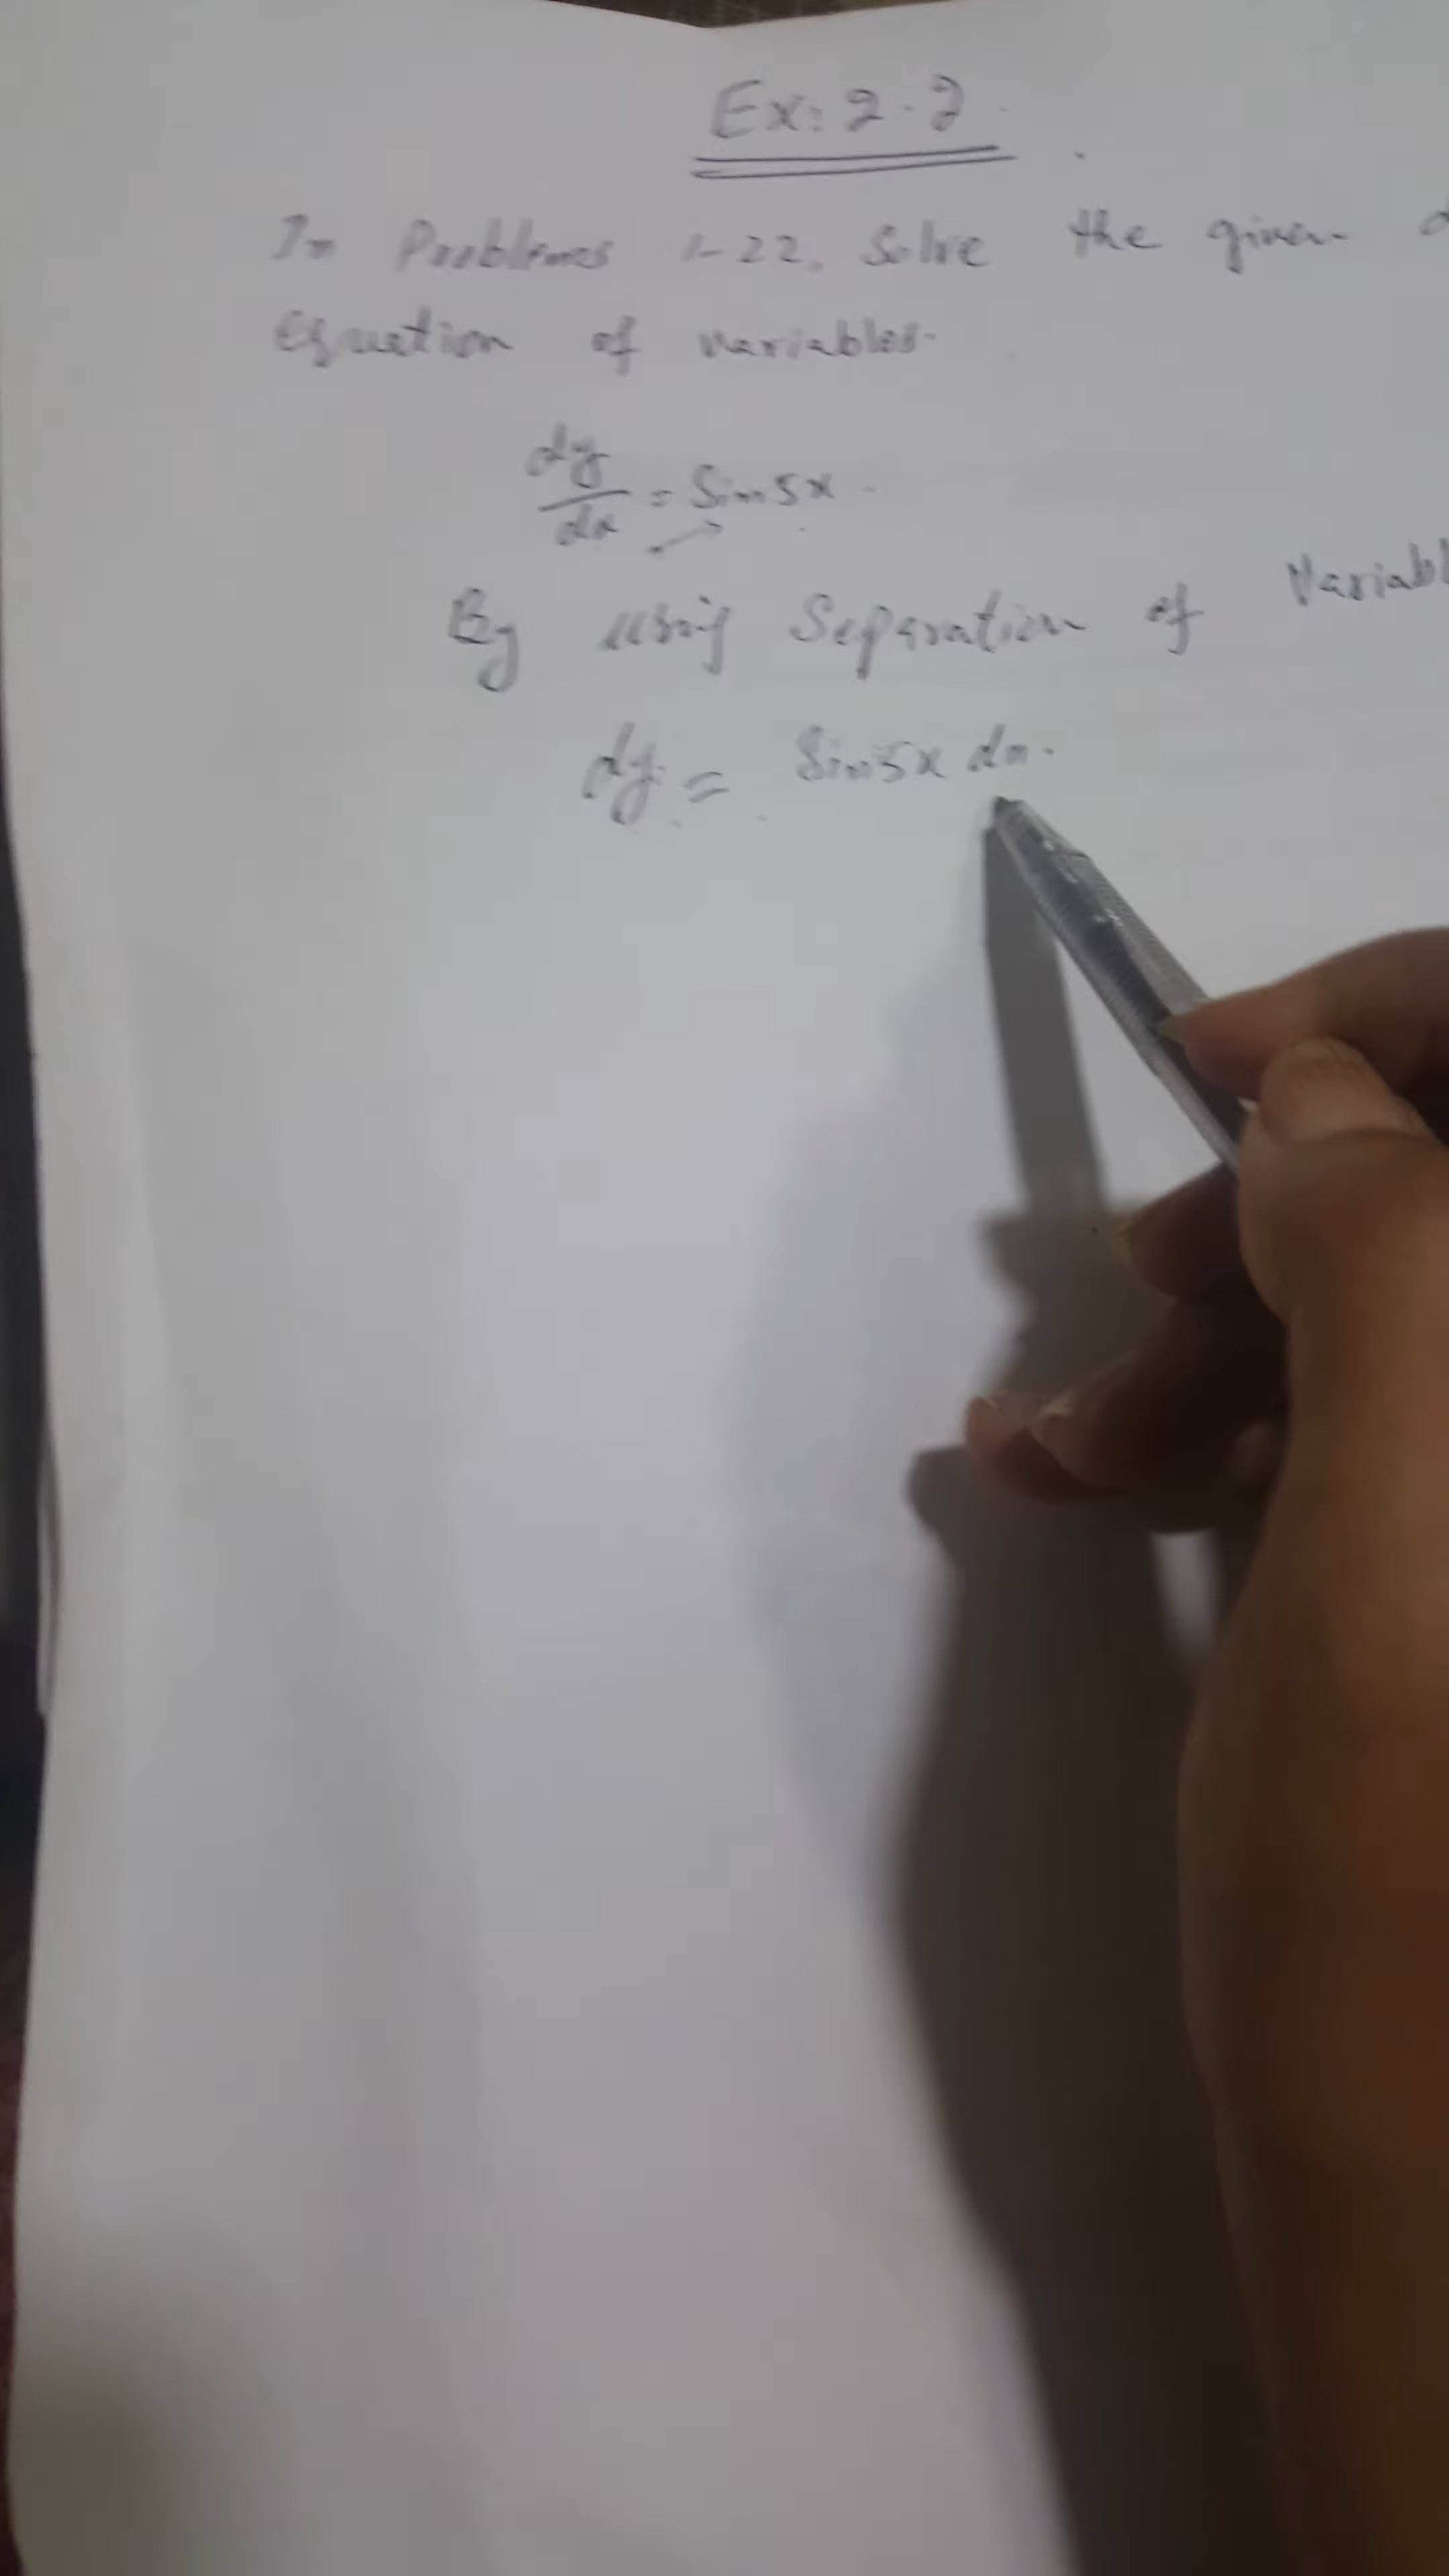 Ex: 2.2
In Problems 1-22, Solve the given d
Equation of variables.
dy/dx = Sin5x
By using Separation of Variabl
dy = Sin5x dx.